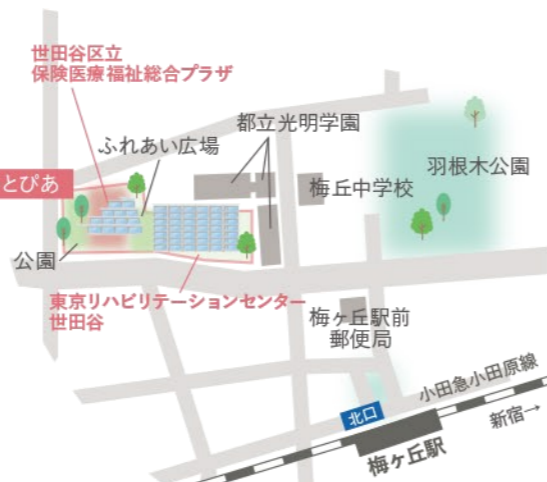 世田谷区立
保険医療福祉総合プラザ
ふれあい広場
都立光明学園
梅丘中学校
羽根木公園
とぴあ
公園
東京リハビリテーションセンター
世田谷
梅ヶ丘駅前
郵便局
小田急小田原線
北口
新宿→
梅ヶ丘駅